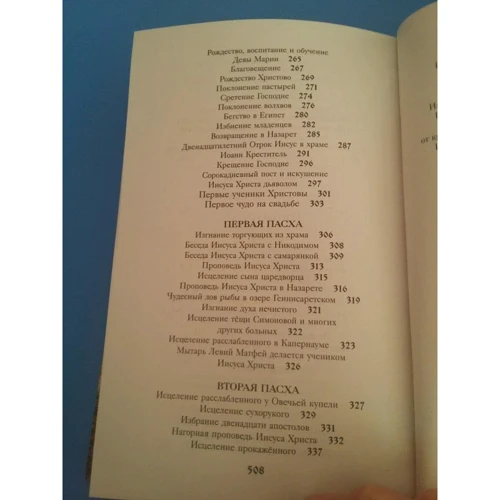 Рождество, воспитание и обучение
Девы Марии 265
Благовещение 267
Рождество Христово 269
Поклонение пастырей 271
Сретение Господне 274
Поклонение волхвов 276
Бегство в Египет 280
Избиение младенцев 282
Возвращение в Назарет 285
Двенадцатилетний Отрок Иисус в храме 287
Иоанн Креститель 291
Крещение Господне 296
Сорокадневный пост и искушение
Иисуса Христа дьяволом 297
Первые ученики Христовы 301
Первое чудо на свадьбе 303
ПЕРВАЯ ПАСХА
Изгнание торгующих из храма 306
Беседа Иисуса Христа с Никодимом 308
Беседа Иисуса Христа с самарянкой 309
Проповедь Иисуса Христа 313
Исцеление сына царедворца 315
Проповедь Иисуса Христа в Назарете 316
Чудесный лов рыбы в озере Геннисаретском 319
Изгнание духа нечистого 321
Исцеление тёщи Симоновой и многих
других больных 322
Исцеление расслабленного в Капернауме 323
Мытарь Левий Матфей делается учеником
Иисуса Христа 326
ВТОРАЯ ПАСХА
Исцеление расслабленного у Овечьей купели 327
Исцеление сухорукого 329
Избрание двенадцати апостолов 331
Нагорная проповедь Иисуса Христа 332
Исцеление прокажённого 337
508